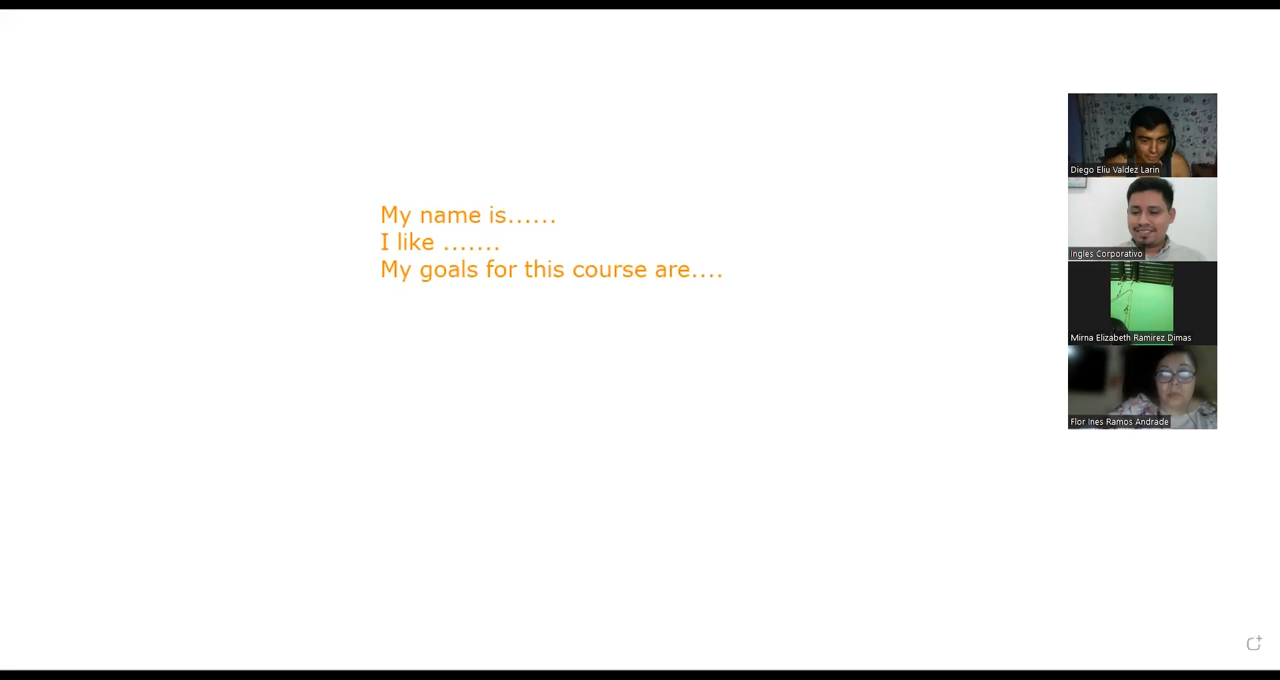 My name is......
I like .......
My goals for this course are....
Diego Eliu Valdez Larin
Ingles Corporativo
Mirna Elizabeth Ramirez Dimas
Flor Ines Ramos Andrade